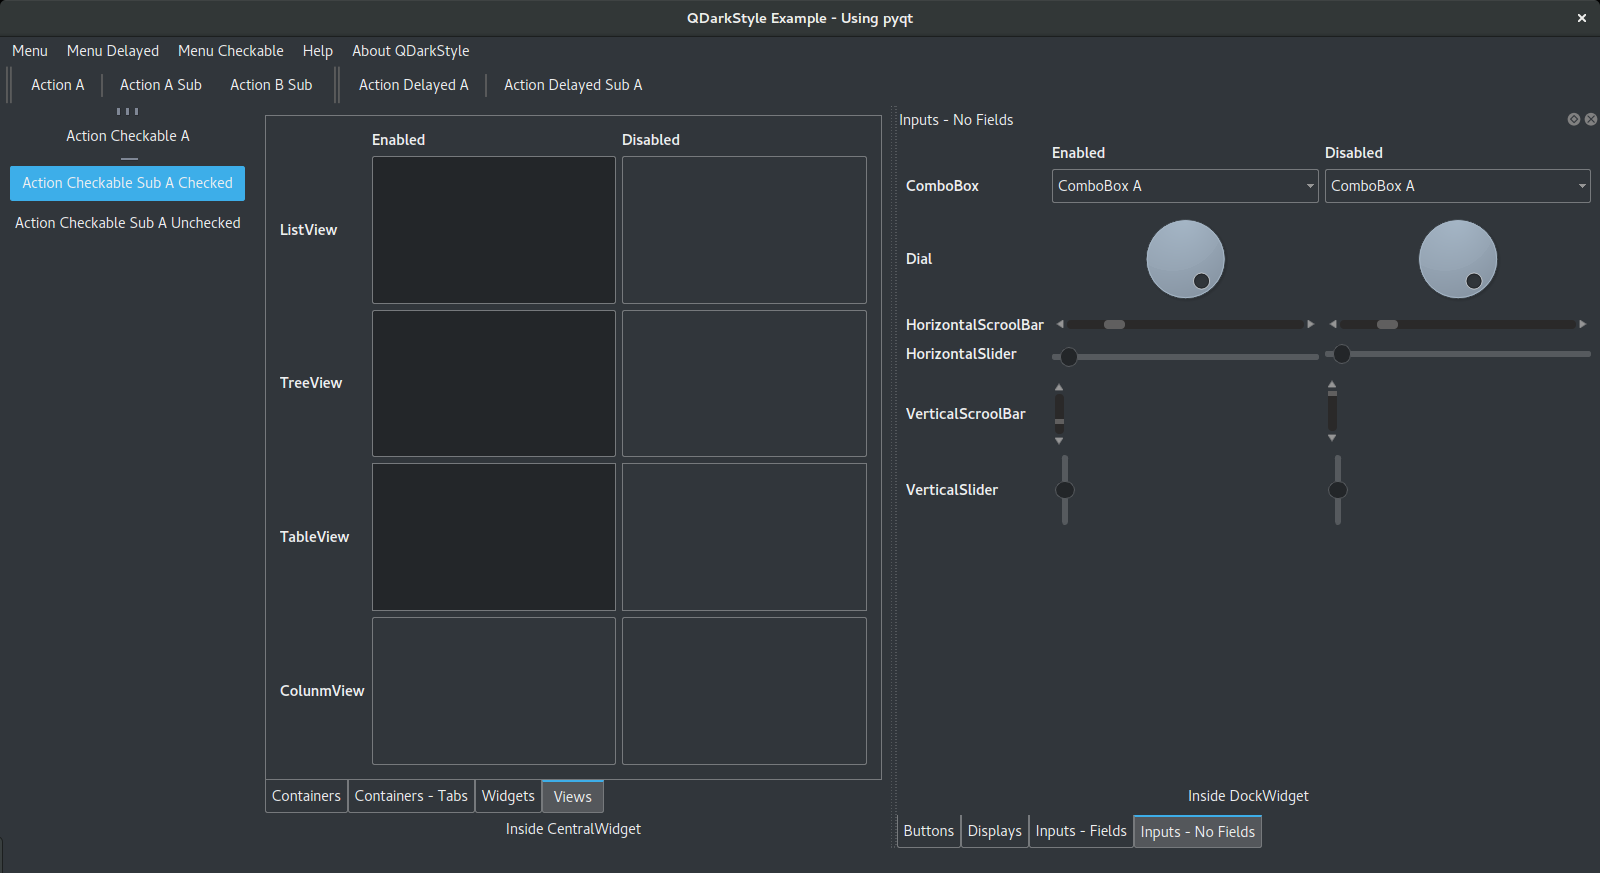 QDarkStyle Example - Using pyqt
Menu Menu Delayed Menu Checkable Help About QDarkStyle
Action A Action A Sub Action B Sub Action Delayed A Action Delayed Sub A
Action Checkable A
Action Checkable Sub A Checked
Action Checkable Sub A Unchecked
Enabled Disabled
ListView
TreeView
TableView
ColunmView
Containers Containers - Tabs Widgets Views
Inside CentralWidget
Inputs - No Fields
Enabled Disabled
ComboBox ComboBox A ComboBox A
Dial
HorizontalScroolBar
HorizontalSlider
VerticalScroolBar
VerticalSlider
Inside DockWidget
Buttons Displays Inputs - Fields Inputs - No Fields